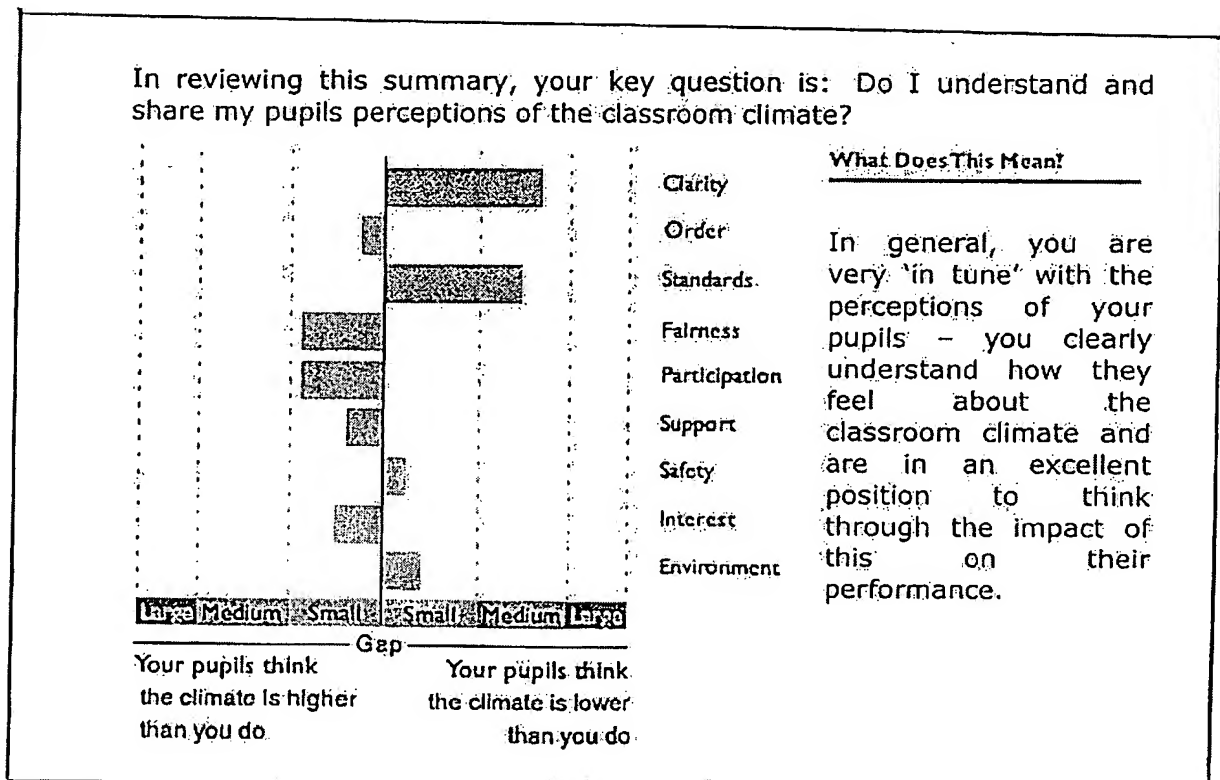 In reviewing this summary, your key question is: Do I understand and
share my pupils perceptions of the classroom climate?
Clarity
Order
Standards
Fairness
Participation
Support
Safety
Interest
Environment
Large Medium Small Small Medium Large
Gap
Your pupils think
the climate is higher
than you do
Your pupils think
the climate is lower
than you do
What Does This Mean?
In general, you are
very 'in tune' with the
perceptions of your
pupils – you clearly
understand how they
feel about the
classroom climate and
are in an excellent
position to think
through the impact of
this on their
performance.